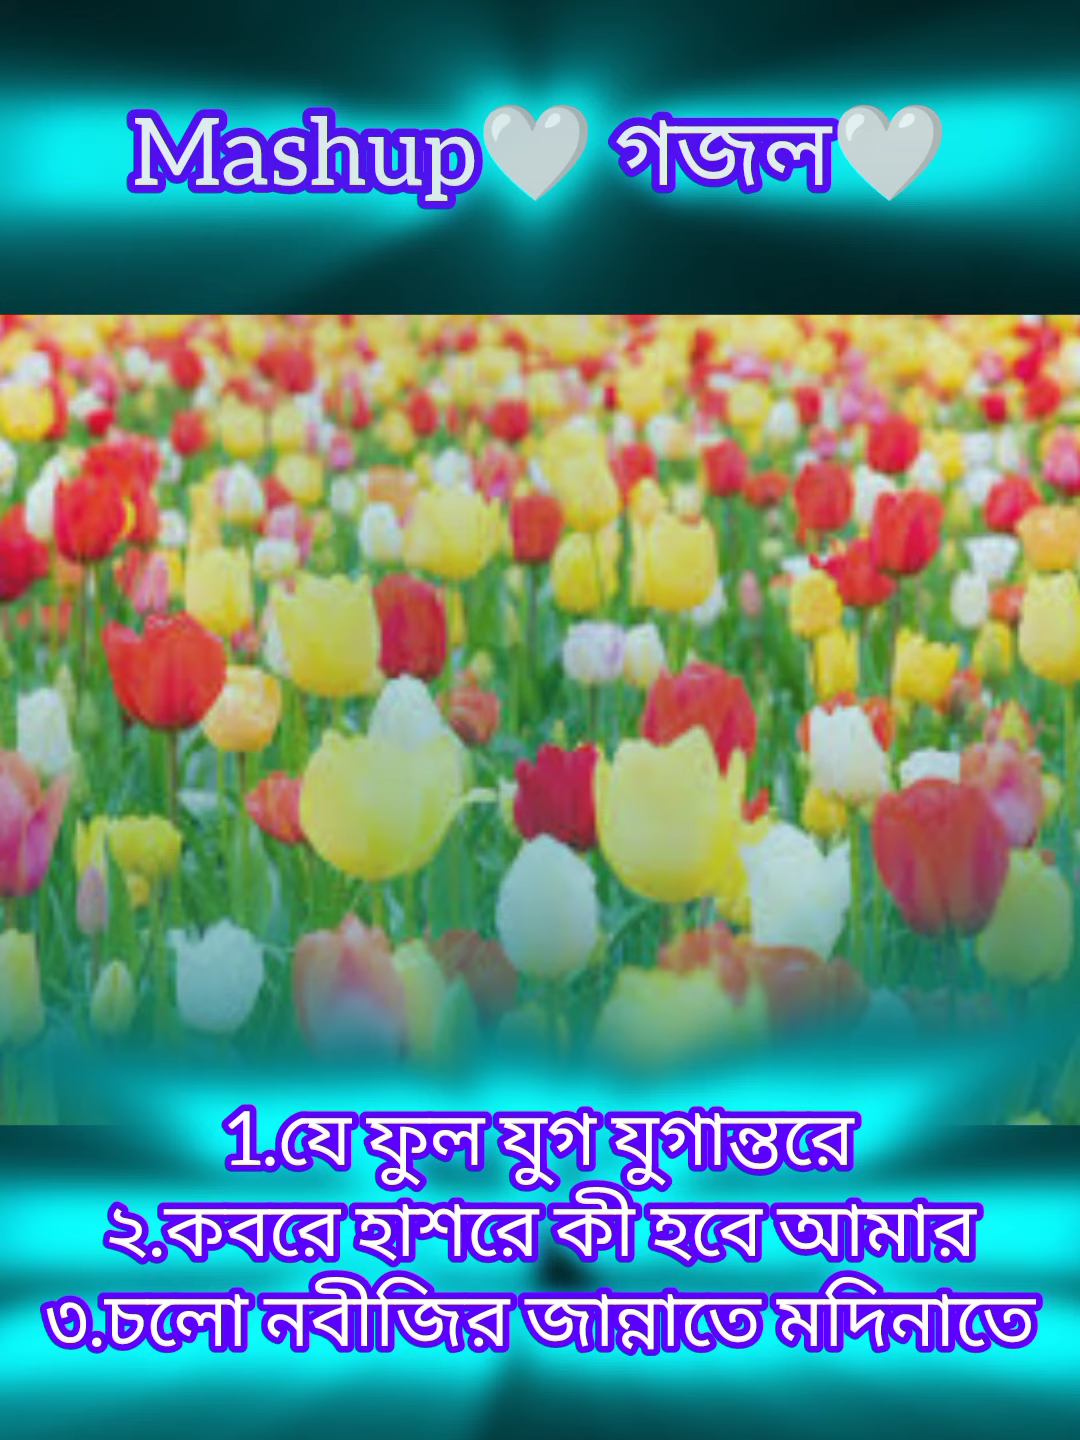 Mashup🤍 গজল🤍
1.যে ফুল যুগ যুগান্তরে
২.কবরে হাশরে কী হবে আমার
৩.চলো নবীজির জান্নাতে মদিনাতে